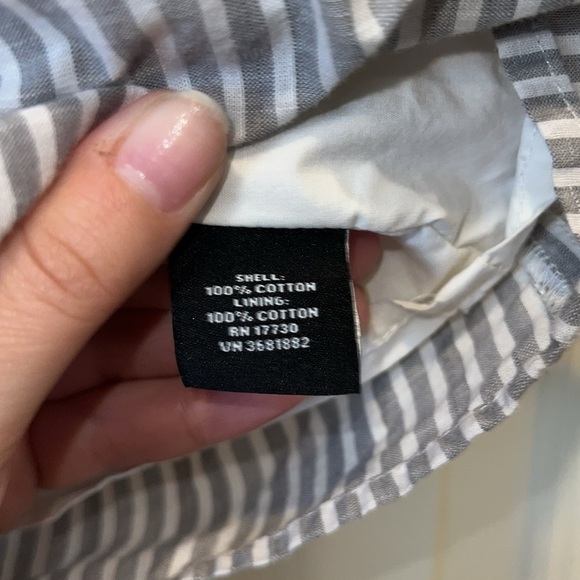 SHELL:
100% COTTON
LINING:
100% COTTON
RN 17730
VN 3681882